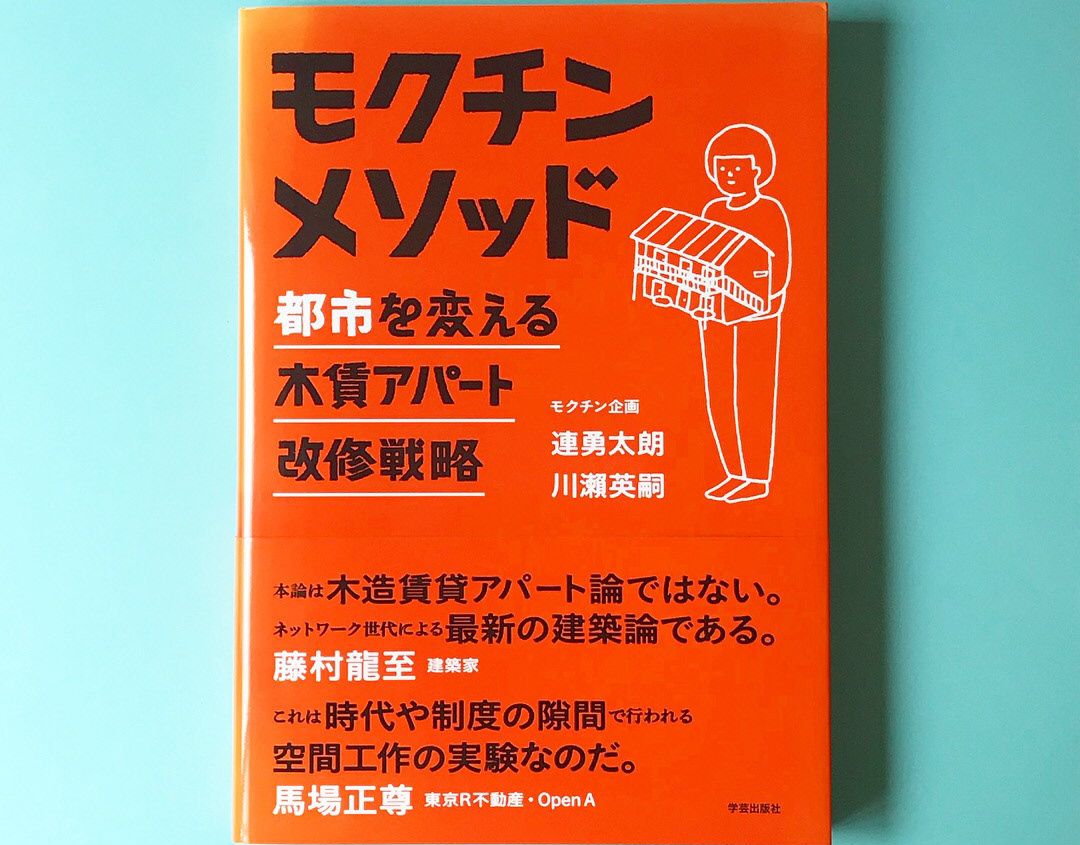 モクチン
メソッド
都市を変える
木賃アパート
改修戦略
モクチン企画
連勇太朗
川瀨英嗣
本論は木造賃貸アパート論ではない。
ネットワーク世代による最新の建築論である。
藤村龍至 建築家
これは時代や制度の隙間で行われる
空間工作の実験なのだ。
馬場正尊 東京R不動産・Open A
学芸出版社